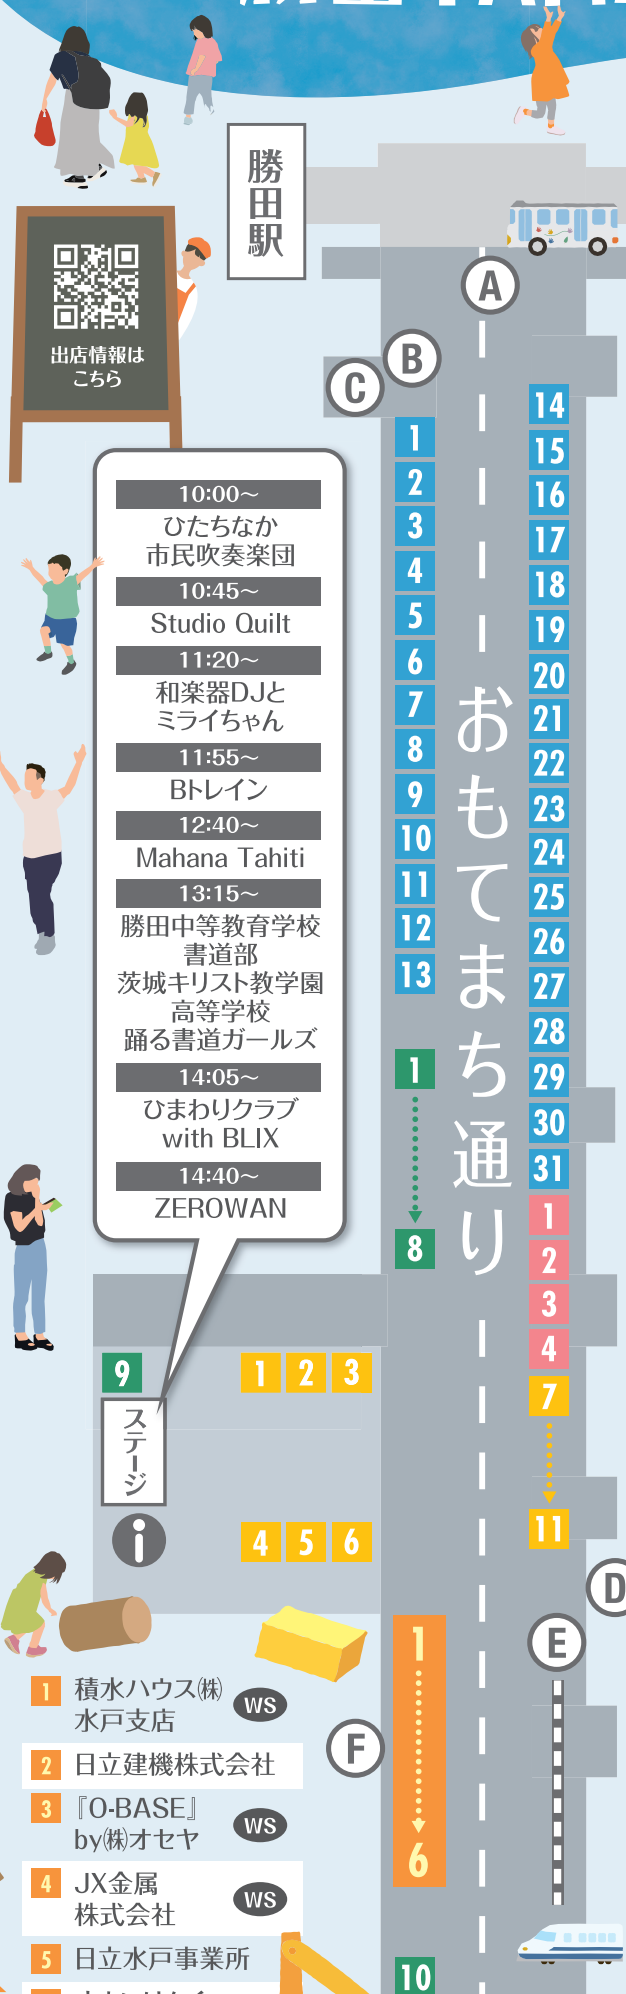 勝田駅
出店情報は
こちら
A
B
C
10:00～
ひたちなか
市民吹奏楽団
10:45～
Studio Quilt
11:20～
和楽器DJと
ミライちゃん
11:55～
Bトレイン
12:40～
Mahana Tahiti
13:15～
勝田中等教育学校
書道部
茨城キリスト教学園
高等学校
踊る書道ガールズ
14:05～
ひまわりクラブ
with BLIX
14:40～
ZEROWAN
1
2
3
4
5
6
7
8
9
10
11
12
13
1
8
おもてまち通り
14
15
16
17
18
19
20
21
22
23
24
25
26
27
28
29
30
31
1
2
3
4
7
11
9
1 2 3
ステージ
i
4 5 6
D
E
F
1
6
10
1 積水ハウス㈱
水戸支店 WS
2 日立建機株式会社
3 『O-BASE』
by㈱オセヤ WS
4 JX金属
株式会社 WS
5 日立水戸事業所